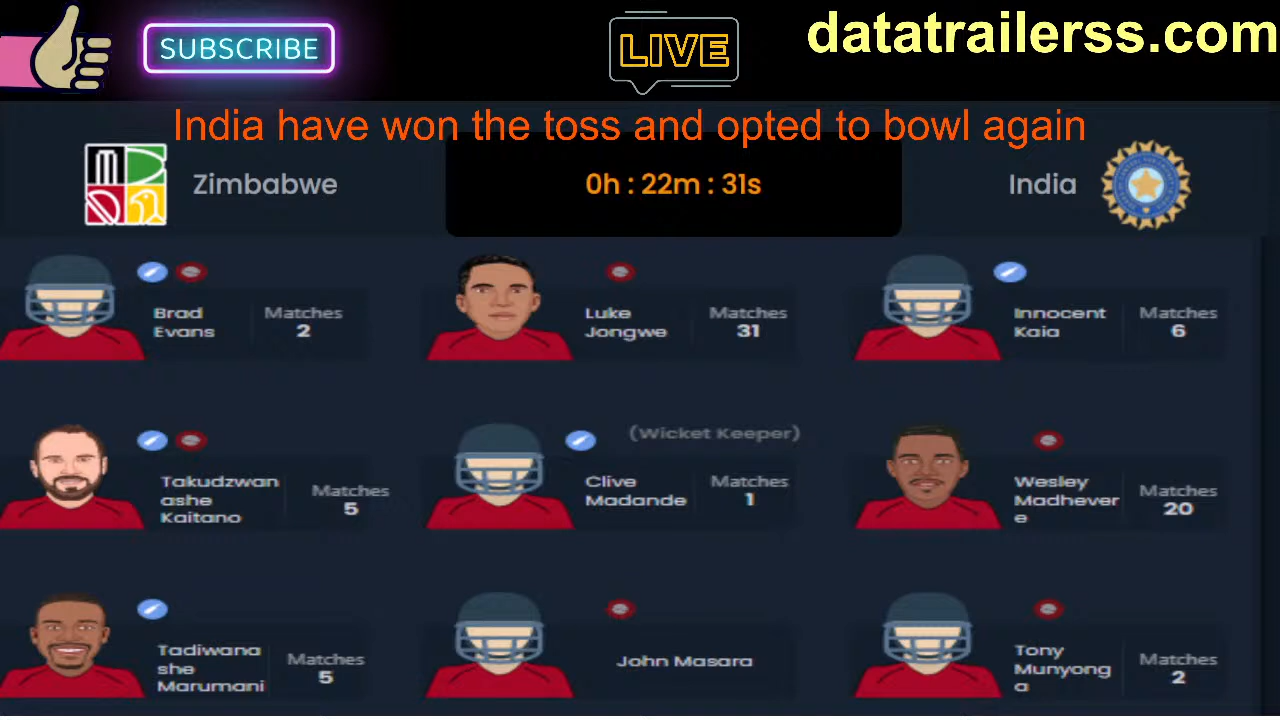 SUBSCRIBE
LIVE
datatrailerss.com
India have won the toss and opted to bowl again
Zimbabwe
0h : 22m : 31s
India
Brad
Evans
Matches
2
Luke
Jongwe
Matches
31
Innocent
Kaia
Matches
6
Takudzwan
ashe
Kaitano
Matches
5
(Wicket Keeper)
Clive
Madande
Matches
1
Wesley
Madhever
e
Matches
20
Tadiwana
she
Marumani
Matches
5
John Masara
Tony
Munyong
a
Matches
2